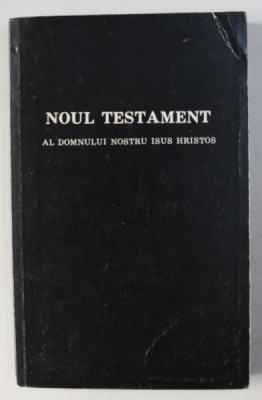 NOUL TESTAMENT
AL DOMNULUI NOSTRU ISUS HRISTOS